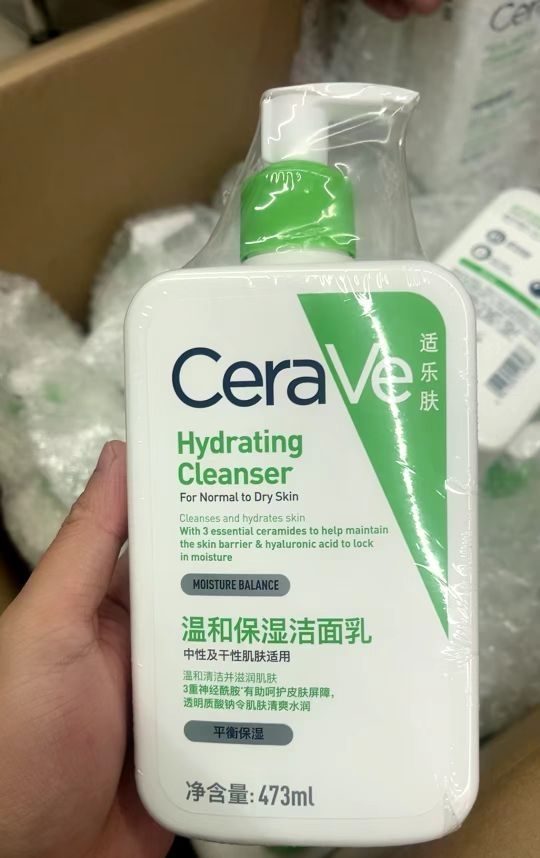 CeraVe
适乐肤
Hydrating
Cleanser
For Normal to Dry Skin
Cleanses and hydrates skin
With 3 essential ceramides to help maintain
the skin barrier & hyaluronic acid to lock
in moisture
MOISTURE BALANCE
温和保湿洁面乳
中性及干性肌肤适用
温和清洁并滋润肌肤
3重神经酰胺*有助呵护皮肤屏障,
透明质酸钠令肌肤清爽水润
平衡保湿
净含量: 473ml